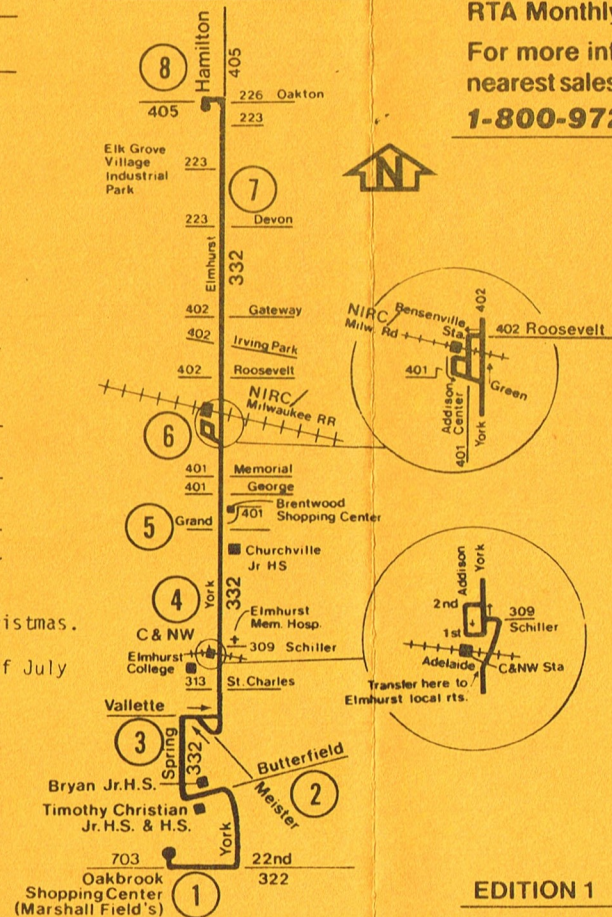 RTA Monthly
For more inf
nearest sales
1-800-972
8
Hamilton
405
405
226 Oakton
223
Elk Grove
Village
Industrial
Park
223
7
223
Devon
Elmhurst
332
402
Gateway
402
Irving Park
402
Roosevelt
NIRC/
Milwaukee RR
6
401
Memorial
401
George
401
Brentwood
Shopping Center
5
Grand
Churchville
Jr HS
4
York
332
istmas.
C & NW
Elmhurst
Mem. Hosp.
309 Schiller
Elmhurst
College
f July
313
St. Charles
Vallette
3
Spring
332
Butterfield
Meister
2
Bryan Jr.H.S.
Timothy Christian
Jr. H.S. & H.S.
York
703
22nd
322
Oakbrook
Shopping Center
(Marshall Field's)
1
N
NIRC/
Milw. Rd
Bensenville
Sta.
402
402 Roosevelt
401
Green
Addison
401 Center
York
Addison
York
2nd
1st
309
Schiller
Adelaide
C&NW Sta
Transfer here to
Elmhurst local rts.
EDITION 1